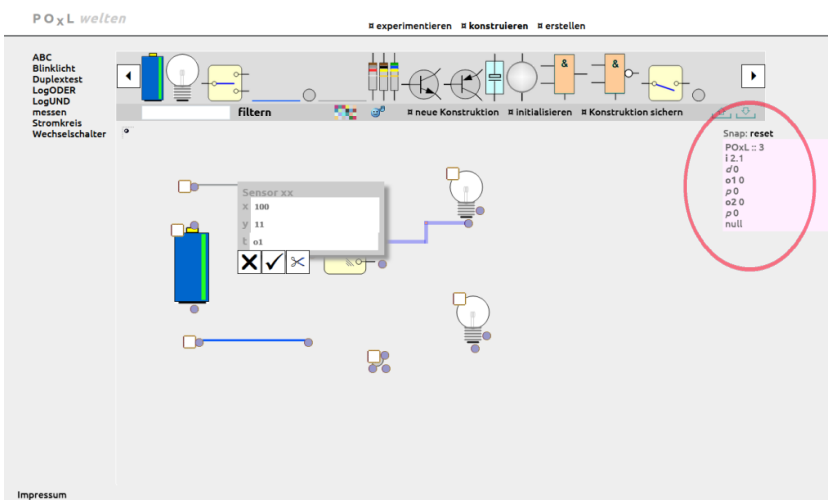 POxL welten
¤ experimentieren ¤ konstruieren ¤ erstellen
ABC
Blinklicht
Duplextest
LogODER
LogUND
messen
Stromkreis
Wechselschalter
&
&
filtern
¤ neue Konstruktion ¤ initialisieren ¤ Konstruktion sichern
Snap: reset
POxL :: 3
i 2.1
d 0
o1 0
p 0
o2 0
p 0
null
Sensor xx
x 100
y 11
t o1
Impressum